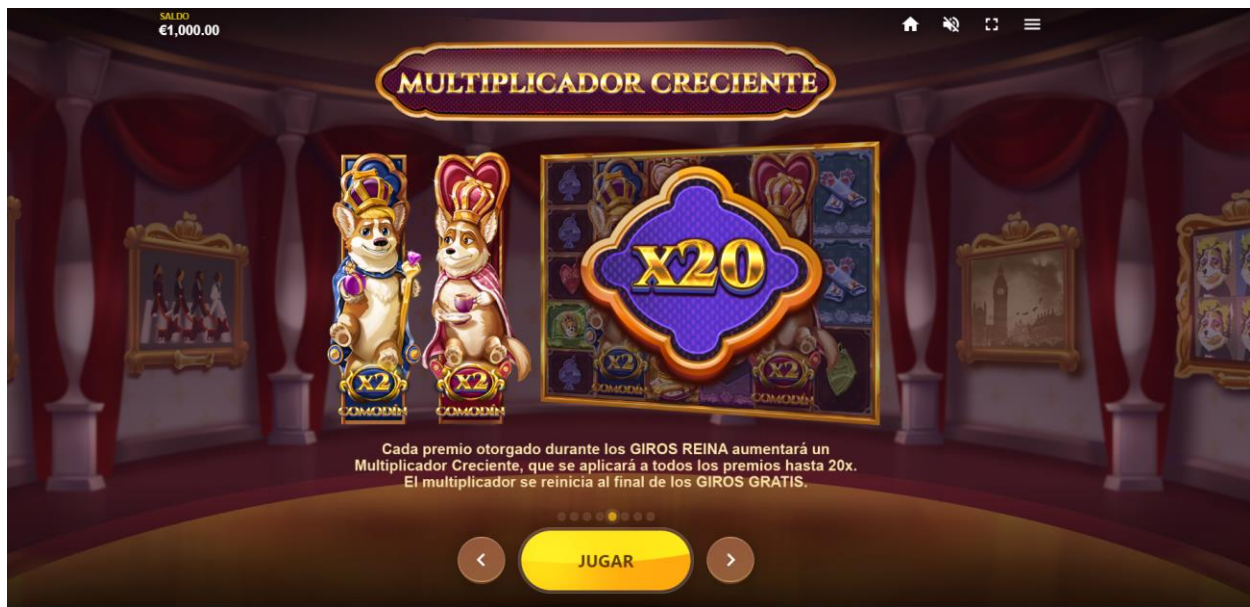 SALDO
€1,000.00
MULTIPLICADOR CRECIENTE
x20
x2
x2
x2
x2
COMODÍN
COMODÍN
COMODÍN
COMODÍN
Cada premio otorgado durante los GIROS REINA aumentará un
Multiplicador Creciente, que se aplicará a todos los premios hasta 20x.
El multiplicador se reinicia al final de los GIROS GRATIS.
JUGAR